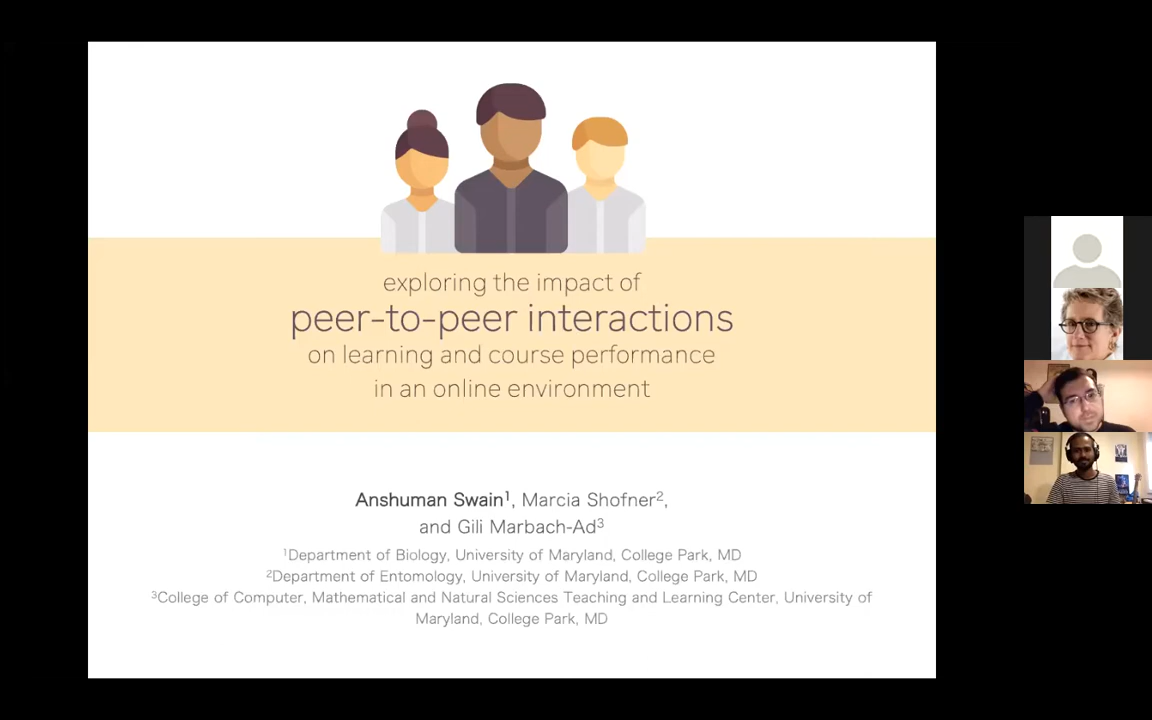 exploring the impact of
peer-to-peer interactions
on learning and course performance
in an online environment
Anshuman Swain¹, Marcia Shofner²,
and Gili Marbach-Ad³
¹Department of Biology, University of Maryland, College Park, MD
²Department of Entomology, University of Maryland, College Park, MD
³College of Computer, Mathematical and Natural Sciences Teaching and Learning Center, University of
Maryland, College Park, MD